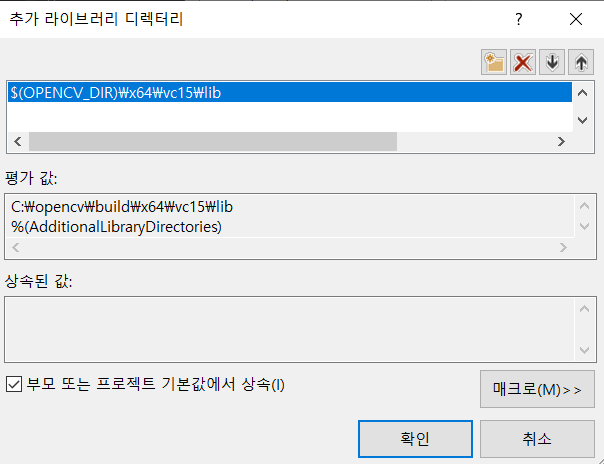 추가 라이브러리 디렉터리
$(OPENCV_DIR)₩x64₩vc15₩lib
평가 값:
C:₩opencv₩build₩x64₩vc15₩lib
%(AdditionalLibraryDirectories)
상속된 값:
부모 또는 프로젝트 기본값에서 상속(I)
매크로(M)>>
확인
취소